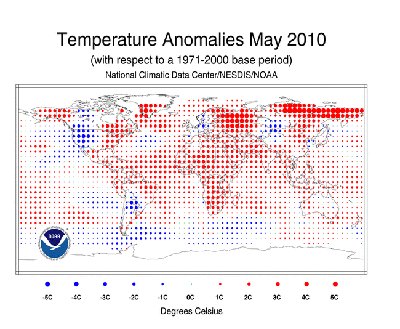 Temperature Anomalies May 2010
(with respect to a 1971-2000 base period)
National Climatic Data Center/NESDIS/NOAA
NOAA
-5C -4C -3C -2C -1C 0C 1C 2C 3C 4C 5C
Degrees Celsius